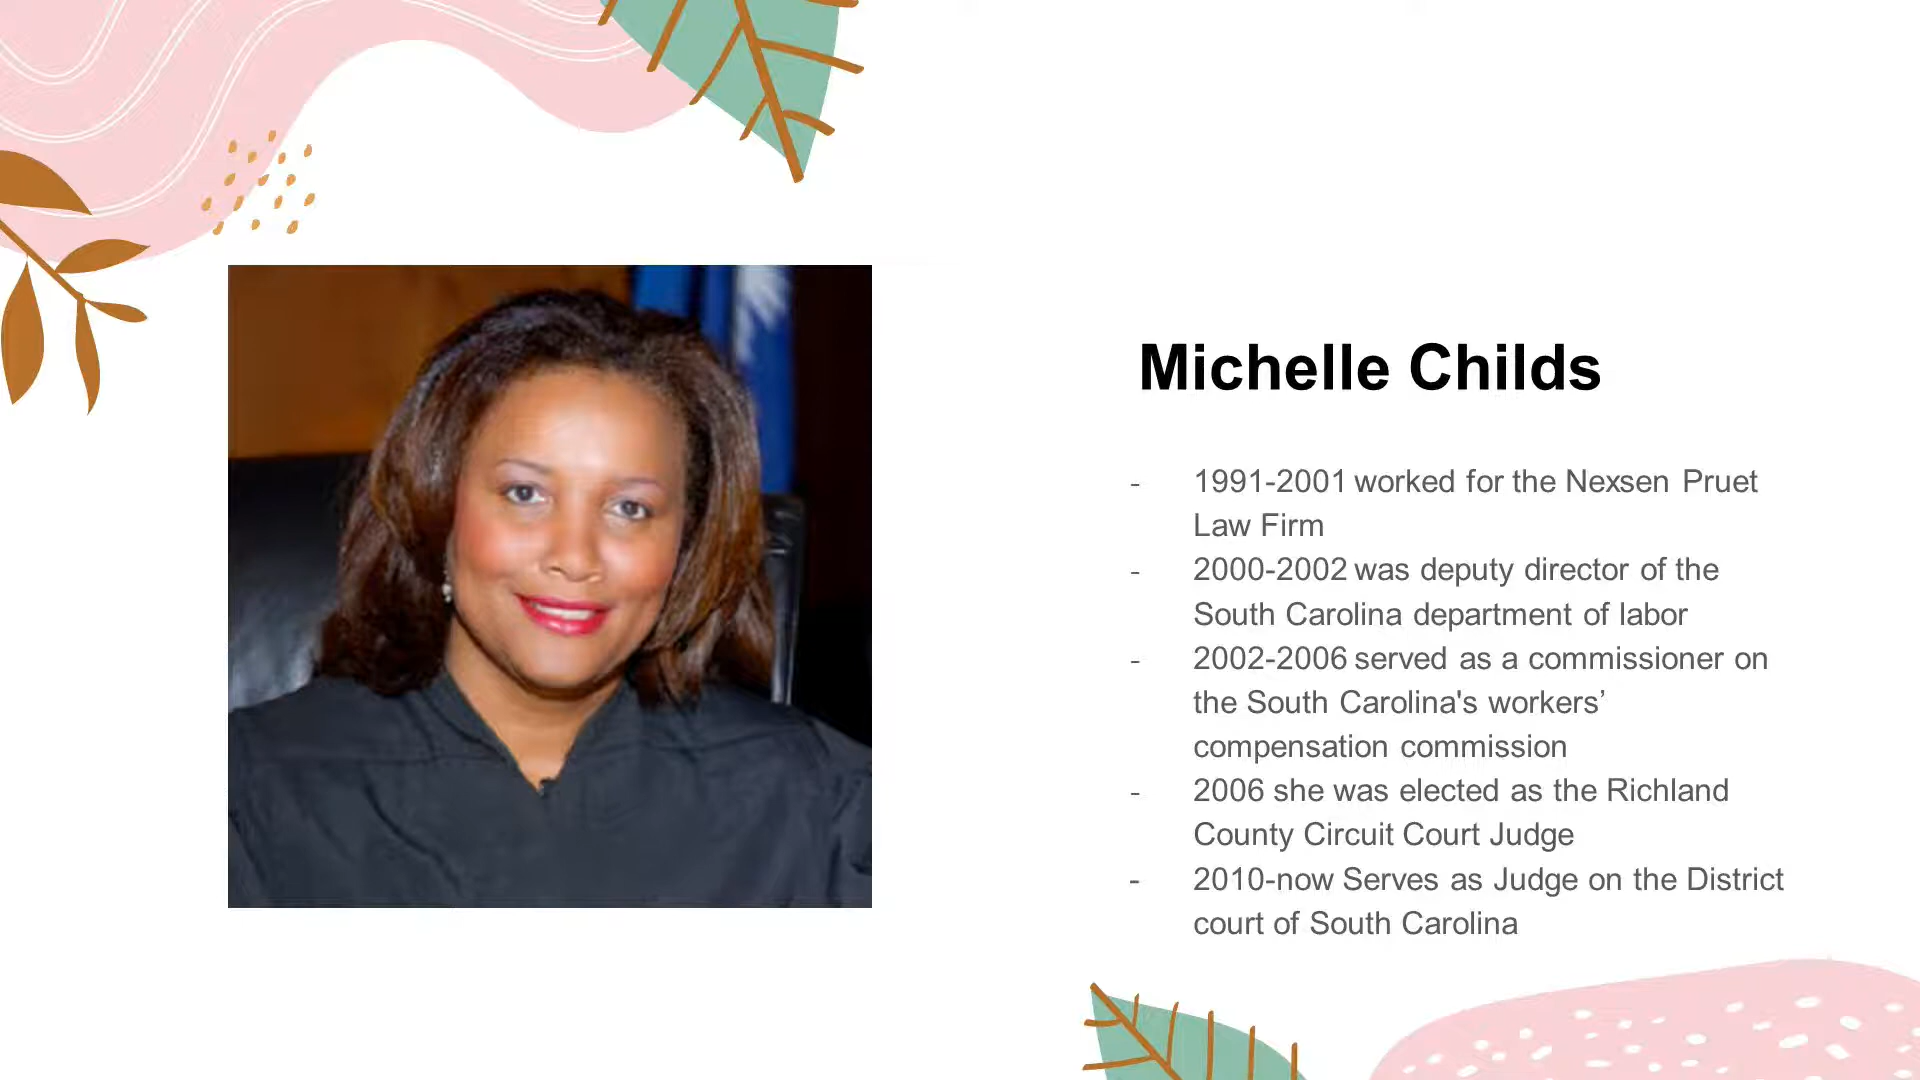 Michelle Childs
- 1991-2001 worked for the Nexsen Pruet
Law Firm
- 2000-2002 was deputy director of the
South Carolina department of labor
- 2002-2006 served as a commissioner on
the South Carolina's workers’
compensation commission
- 2006 she was elected as the Richland
County Circuit Court Judge
- 2010-now Serves as Judge on the District
court of South Carolina